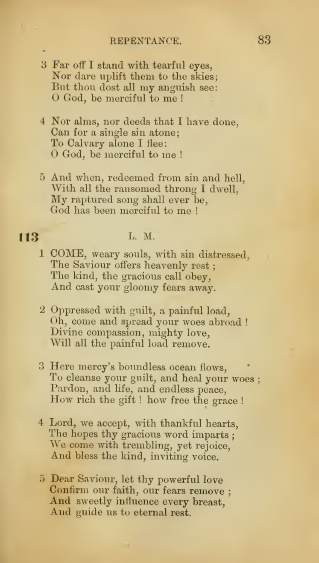 REPENTANCE. 83
3 Far off I stand with tearful eyes,
Nor dare uplift them to the skies;
But thou dost all my anguish see:
O God, be merciful to me !
4 Nor alms, nor deeds that I have done,
Can for a single sin atone;
To Calvary alone I flee:
O God, be merciful to me !
5 And when, redeemed from sin and hell,
With all the ransomed throng I dwell,
My raptured song shall ever be,
God has been merciful to me !
113 L. M.
1 COME, weary souls, with sin distressed,
The Saviour offers heavenly rest ;
The kind, the gracious call obey,
And cast your gloomy fears away.
2 Oppressed with guilt, a painful load,
Oh, come and spread your woes abroad !
Divine compassion, mighty love,
Will all the painful load remove.
3 Here mercy's boundless ocean flows,
To cleanse your guilt, and heal your woes ;
Pardon, and life, and endless peace,
How rich the gift ! how free the grace !
4 Lord, we accept, with thankful hearts,
The hopes thy gracious word imparts ;
We come with trembling, yet rejoice,
And bless the kind, inviting voice.
5 Dear Saviour, let thy powerful love
Confirm our faith, our fears remove ;
And sweetly influence every breast,
And guide us to eternal rest.